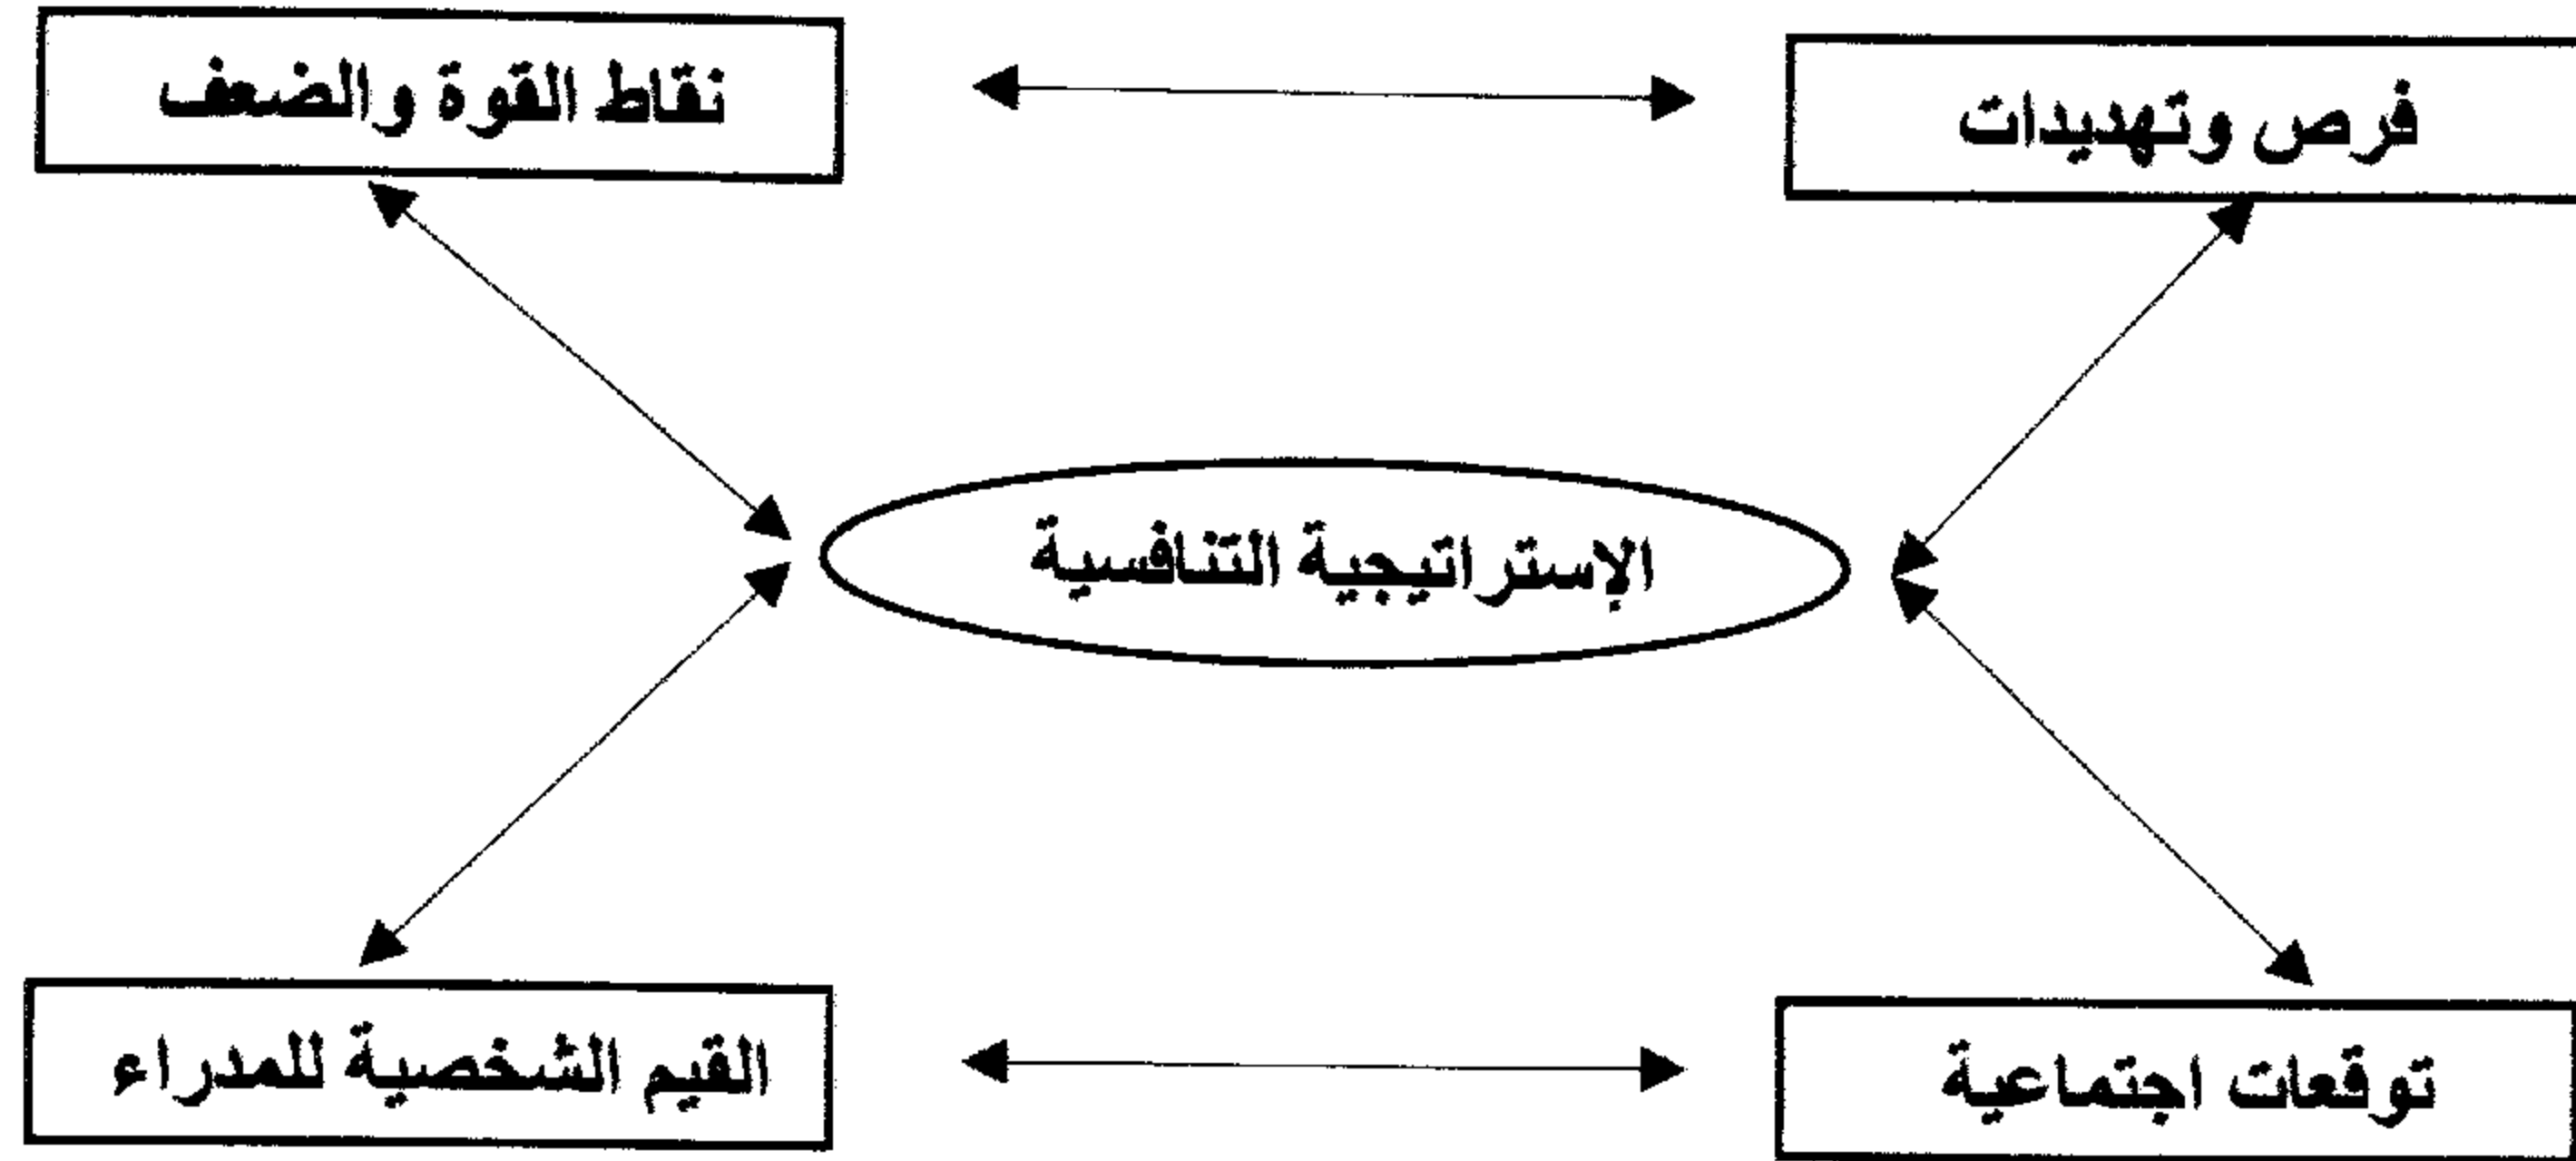 فرص وتهديدات
نقاط القوة والضعف
الإستراتيجية التنافسية
توقعات اجتماعية
القيم الشخصية للمدراء